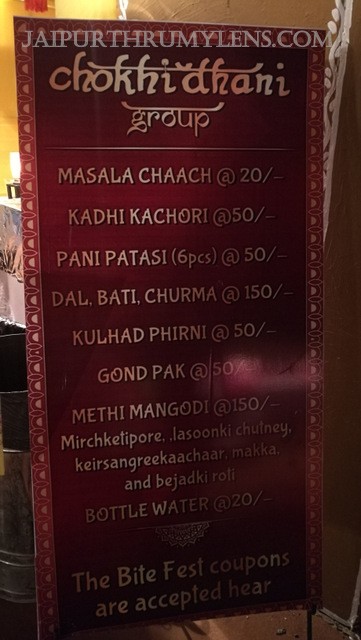 JAIPURTHRUMYLENS.COM
chokhi dhani
group
MASALA CHAACH @ 20/-
KADHI KACHORI @50/-
PANI PATASI (6pcs) @ 50/-
DAL, BATI, CHURMA @ 150/-
KULHAD PHIRNI @ 50/-
GOND PAK @ 50/-
METHI MANGODI @150/-
Mirchketipore, ,lasoonki chutney,
keirsangreekaachaar, makka,
and bejadki roti
BOTTLE WATER @20/-
The Bite Fest coupons
are accepted hear